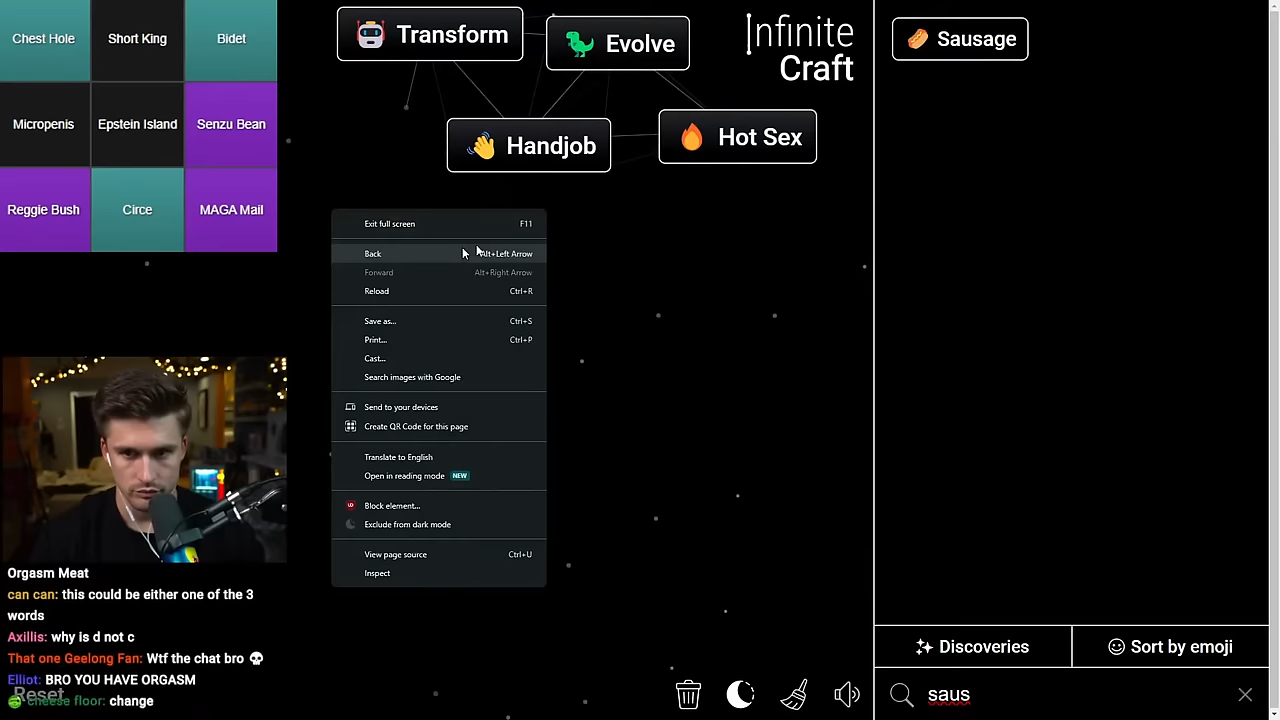 Chest Hole
Short King
Bidet
Micropenis
Epstein Island
Senzu Bean
Reggie Bush
Circe
MAGA Mail
Transform
Evolve
Handjob
Hot Sex
Infinite
Craft
Sausage
Exit full screen F11
Back Alt+Left Arrow
Forward Alt+Right Arrow
Reload Ctrl+R
Save as... Ctrl+S
Print... Ctrl+P
Cast...
Search images with Google
Send to your devices
Create QR Code for this page
Translate to English
Open in reading mode NEW
Block element...
Exclude from dark mode
View page source Ctrl+U
Inspect
Orgasm Meat
can can: this could be either one of the 3
words
Axillis: why is d not c
That one Geelong Fan: Wtf the chat bro
Elliot: BRO YOU HAVE ORGASM
Reset
cheese floor: change
Discoveries
Sort by emoji
saus